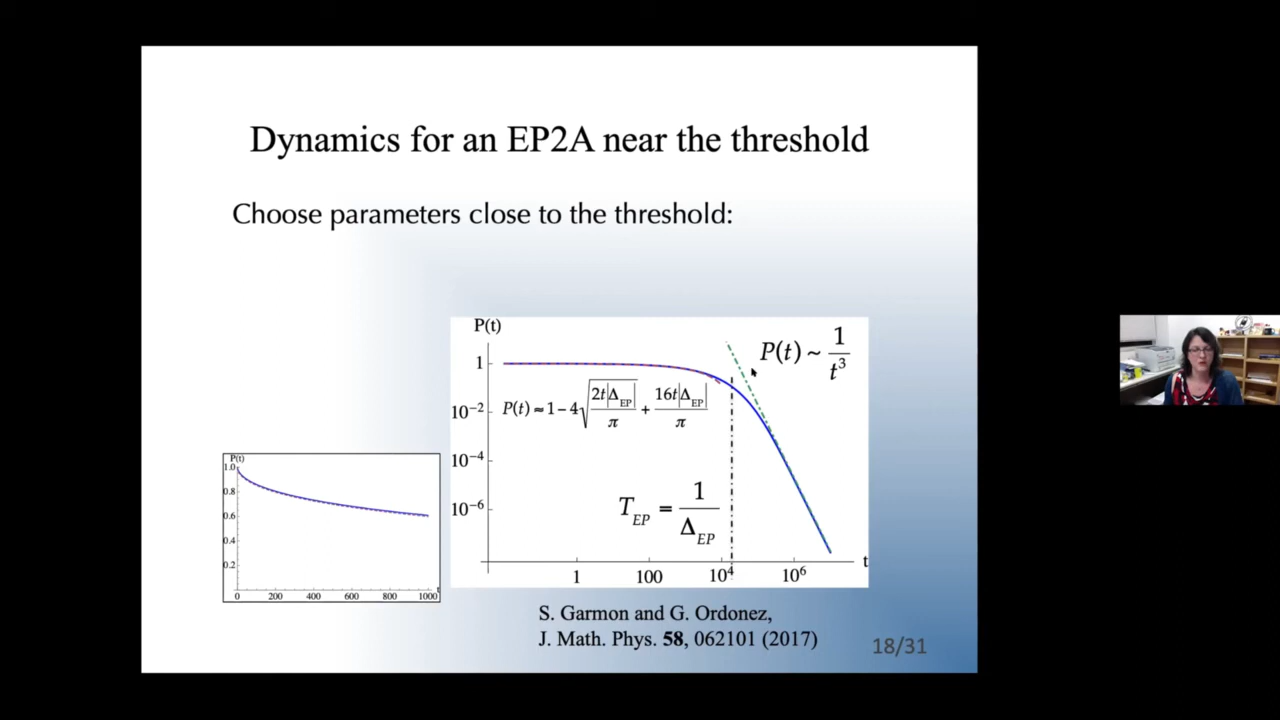 Dynamics for an EP2A near the threshold
Choose parameters close to the threshold:
P(t)
1
10⁻²
10⁻⁴
10⁻⁶
1
100
10⁴
10⁶
t
P(t) ~ 1/t³
P(t) ≈ 1 − 4√(2t|Δ_EP|/π) + 16t|Δ_EP|/π
T_EP = 1/Δ_EP
P(t)
1.0
0.8
0.6
0.4
0.2
0
200
400
600
800
1000
t
S. Garmon and G. Ordonez,
J. Math. Phys. 58, 062101 (2017)
18/31